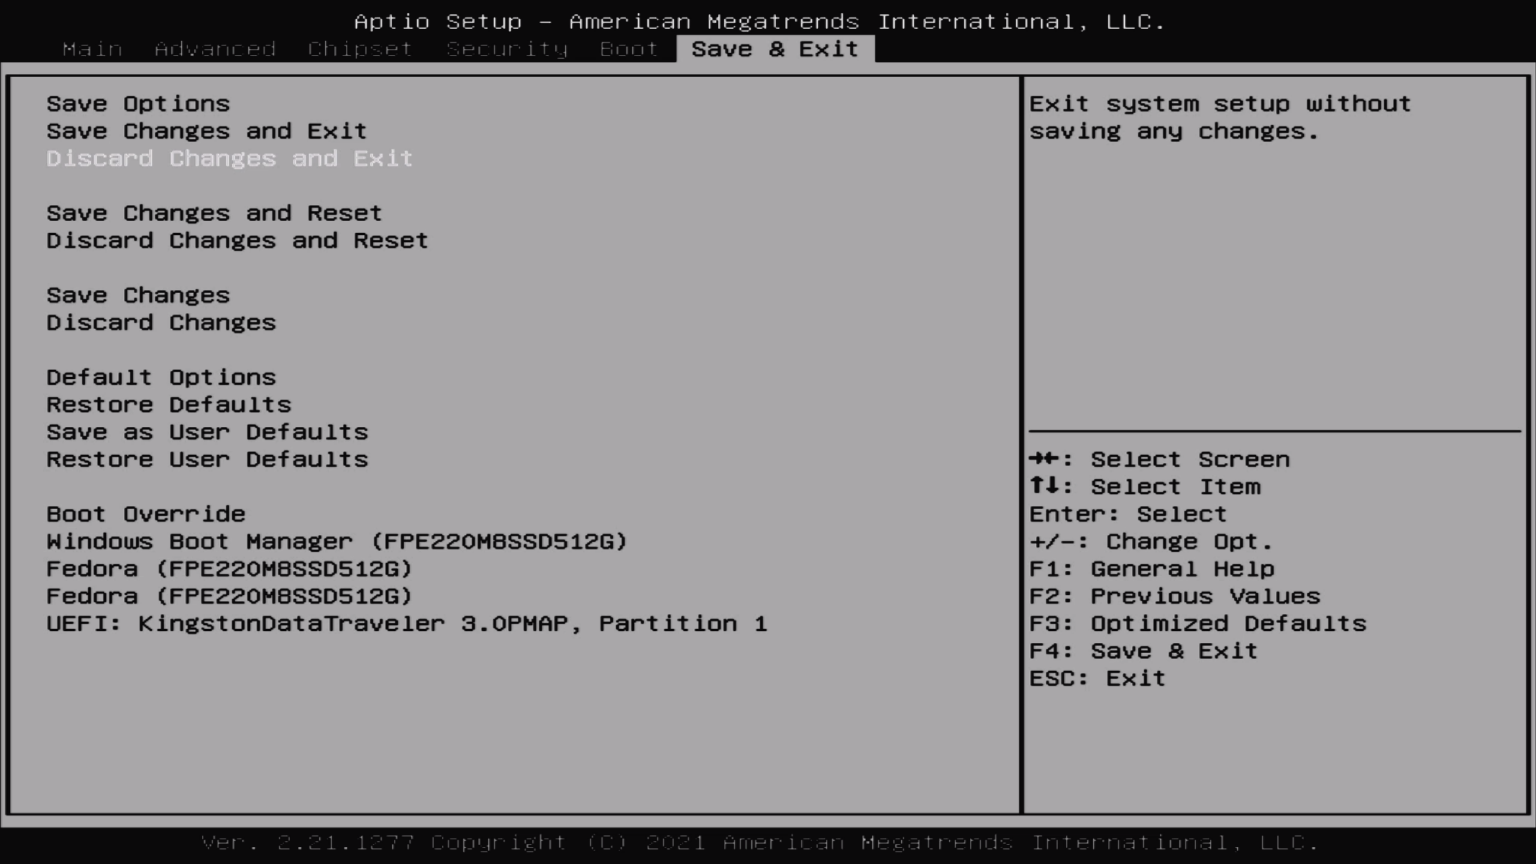 Aptio Setup – American Megatrends International, LLC.
Main Advanced Chipset Security Boot Save & Exit
Save Options
Save Changes and Exit
Discard Changes and Exit
Save Changes and Reset
Discard Changes and Reset
Save Changes
Discard Changes
Default Options
Restore Defaults
Save as User Defaults
Restore User Defaults
Boot Override
Windows Boot Manager (FPE220M8SSD512G)
Fedora (FPE220M8SSD512G)
Fedora (FPE220M8SSD512G)
UEFI: KingstonDataTraveler 3.0PMAP, Partition 1
Exit system setup without
saving any changes.
→←: Select Screen
↑↓: Select Item
Enter: Select
+/-: Change Opt.
F1: General Help
F2: Previous Values
F3: Optimized Defaults
F4: Save & Exit
ESC: Exit
Ver. 2.21.1277 Copyright (C) 2021 American Megatrends International, LLC.